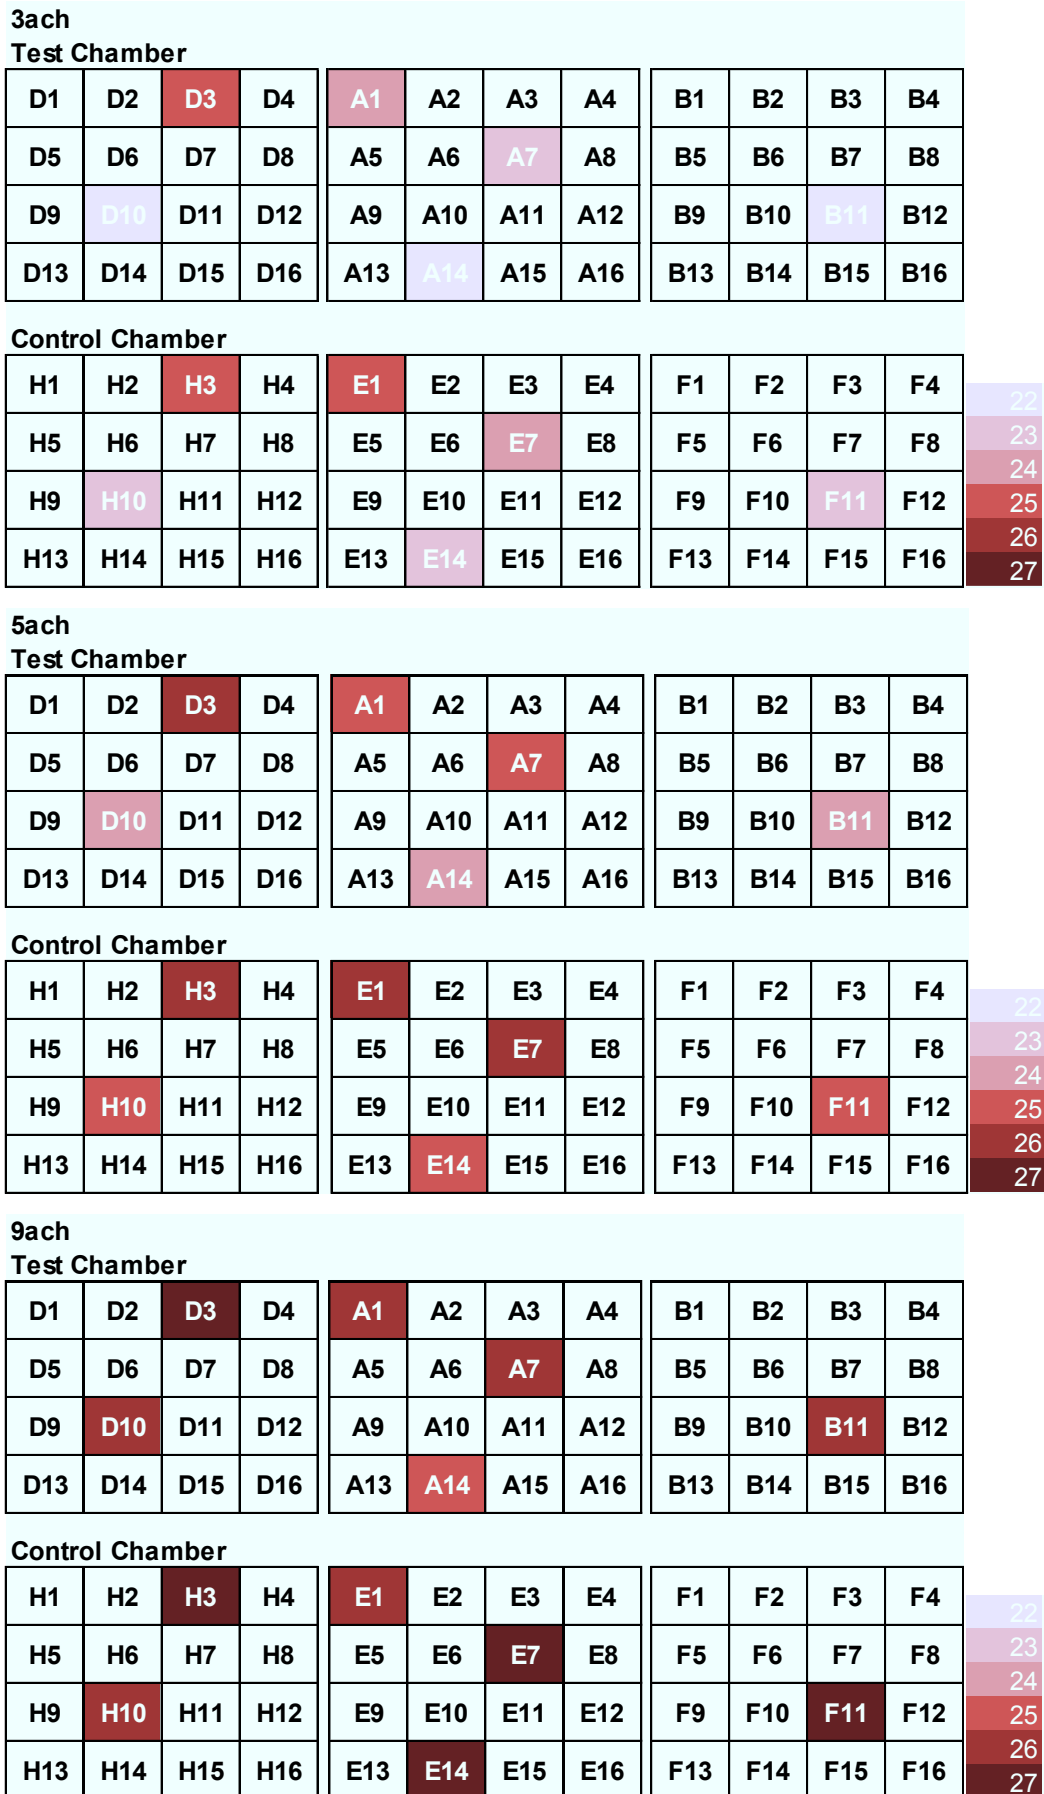 3ach
Test Chamber
D1 D2 D3 D4 A1 A2 A3 A4 B1 B2 B3 B4
D5 D6 D7 D8 A5 A6 A7 A8 B5 B6 B7 B8
D9 D10 D11 D12 A9 A10 A11 A12 B9 B10 B11 B12
D13 D14 D15 D16 A13 A14 A15 A16 B13 B14 B15 B16
Control Chamber
H1 H2 H3 H4 E1 E2 E3 E4 F1 F2 F3 F4
22
H5 H6 H7 H8 E5 E6 E7 E8 F5 F6 F7 F8
23
24
H9 H10 H11 H12 E9 E10 E11 E12 F9 F10 F11 F12
25
26
H13 H14 H15 H16 E13 E14 E15 E16 F13 F14 F15 F16
27
5ach
Test Chamber
D1 D2 D3 D4 A1 A2 A3 A4 B1 B2 B3 B4
D5 D6 D7 D8 A5 A6 A7 A8 B5 B6 B7 B8
D9 D10 D11 D12 A9 A10 A11 A12 B9 B10 B11 B12
D13 D14 D15 D16 A13 A14 A15 A16 B13 B14 B15 B16
Control Chamber
H1 H2 H3 H4 E1 E2 E3 E4 F1 F2 F3 F4
22
H5 H6 H7 H8 E5 E6 E7 E8 F5 F6 F7 F8
23
24
H9 H10 H11 H12 E9 E10 E11 E12 F9 F10 F11 F12
25
26
H13 H14 H15 H16 E13 E14 E15 E16 F13 F14 F15 F16
27
9ach
Test Chamber
D1 D2 D3 D4 A1 A2 A3 A4 B1 B2 B3 B4
D5 D6 D7 D8 A5 A6 A7 A8 B5 B6 B7 B8
D9 D10 D11 D12 A9 A10 A11 A12 B9 B10 B11 B12
D13 D14 D15 D16 A13 A14 A15 A16 B13 B14 B15 B16
Control Chamber
H1 H2 H3 H4 E1 E2 E3 E4 F1 F2 F3 F4
22
H5 H6 H7 H8 E5 E6 E7 E8 F5 F6 F7 F8
23
24
H9 H10 H11 H12 E9 E10 E11 E12 F9 F10 F11 F12
25
26
H13 H14 H15 H16 E13 E14 E15 E16 F13 F14 F15 F16
27